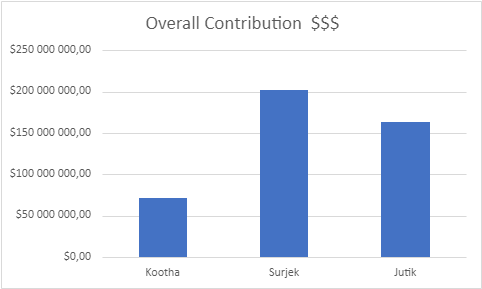 Overall Contribution  $$$
$250 000 000,00
$200 000 000,00
$150 000 000,00
$100 000 000,00
$50 000 000,00
$0,00
Kootha
Surjek
Jutik